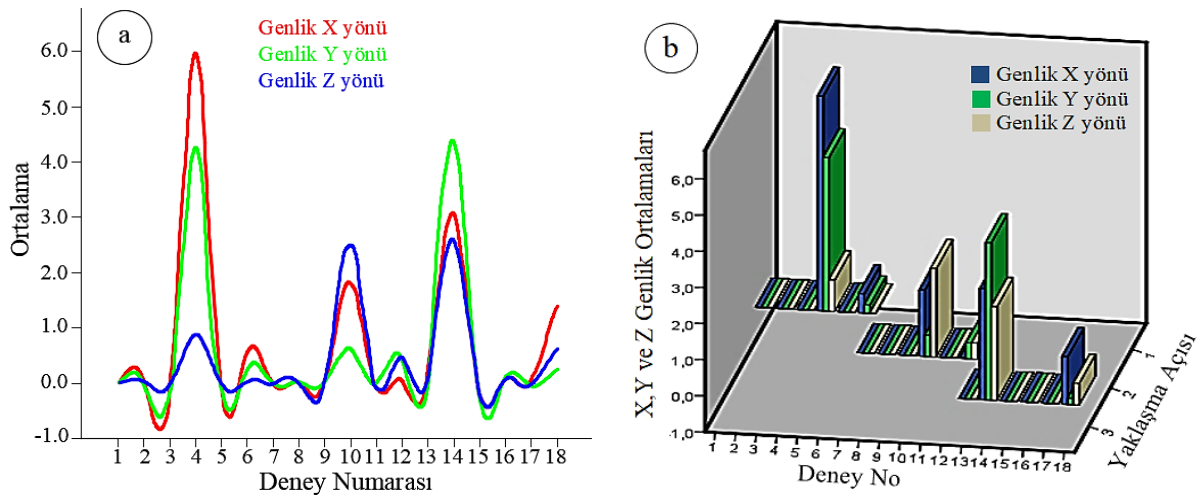 a
Genlik X yönü
Genlik Y yönü
Genlik Z yönü
Ortalama
6.0
5.0
4.0
3.0
2.0
1.0
0.0
-1.0
1 2 3 4 5 6 7 8 9 10 11 12 13 14 15 16 17 18
Deney Numarası
b
Genlik X yönü
Genlik Y yönü
Genlik Z yönü
X,Y ve Z Genlik Ortalamaları
6,0
5,0
4,0
3,0
2,0
1,0
0,0
-1,0
1 2 3 4 5 6 7 8 9 10 11 12 13 14 15 16 17 18
Deney No
1
2
3
Yaklaşma Açısı